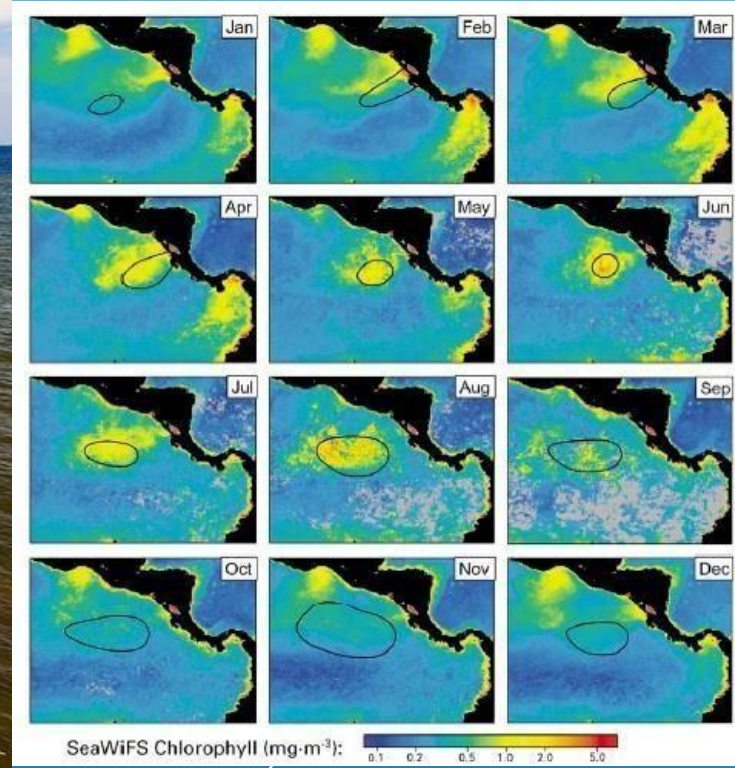 Jan Feb Mar
Apr May Jun
Jul Aug Sep
Oct Nov Dec
SeaWiFS Chlorophyll (mg·m-³):
0.1 0.2 0.5 1.0 2.0 5.0